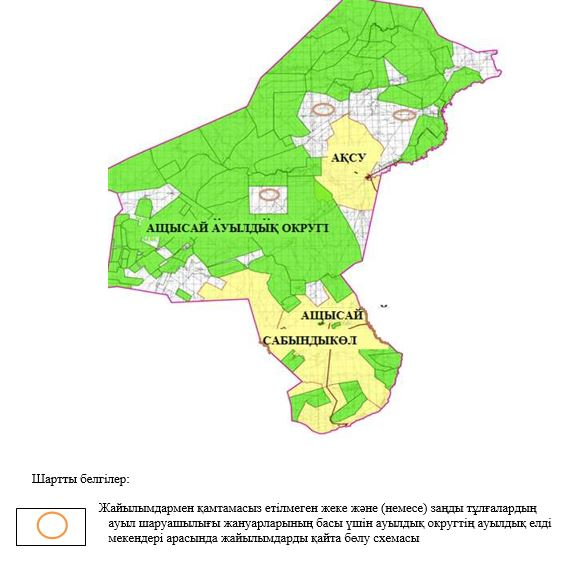 АҚСУ
АЩЫСАЙ АУЫЛДЫҚ ОКРУГІ
АЩЫСАЙ
САБЫНДЫКӨЛ
Шартты белгілер:
Жайылымдармен қамтамасыз етілмеген жеке және (немесе) заңды тұлғалардың
ауыл шаруашылығы жануарларының басы үшін ауылдық округтің ауылдық елді
мекендері арасында жайылымдарды қайта бөлу схемасы